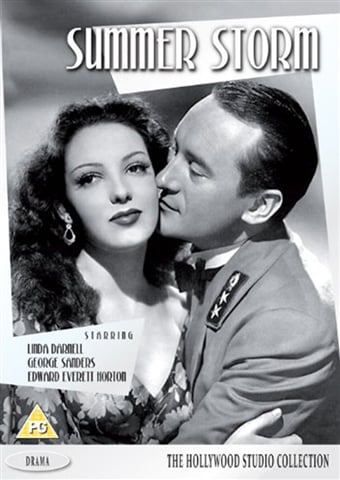 SUMMER STORM
STARRING
LINDA DARNELL
GEORGE SANDERS
EDWARD EVERETT HORTON
PG
DRAMA
THE HOLLYWOOD STUDIO COLLECTION